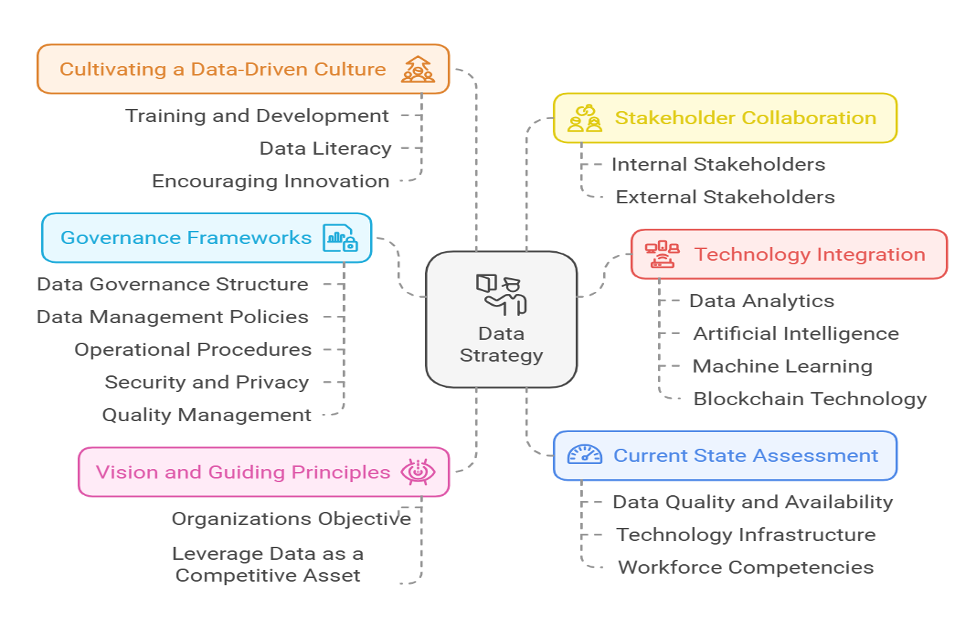 Cultivating a Data-Driven Culture
Training and Development
Data Literacy
Encouraging Innovation
Governance Frameworks
Data Governance Structure
Data Management Policies
Operational Procedures
Security and Privacy
Quality Management
Vision and Guiding Principles
Organizations Objective
Leverage Data as a
Competitive Asset
Data
Strategy
Stakeholder Collaboration
Internal Stakeholders
External Stakeholders
Technology Integration
Data Analytics
Artificial Intelligence
Machine Learning
Blockchain Technology
Current State Assessment
Data Quality and Availability
Technology Infrastructure
Workforce Competencies